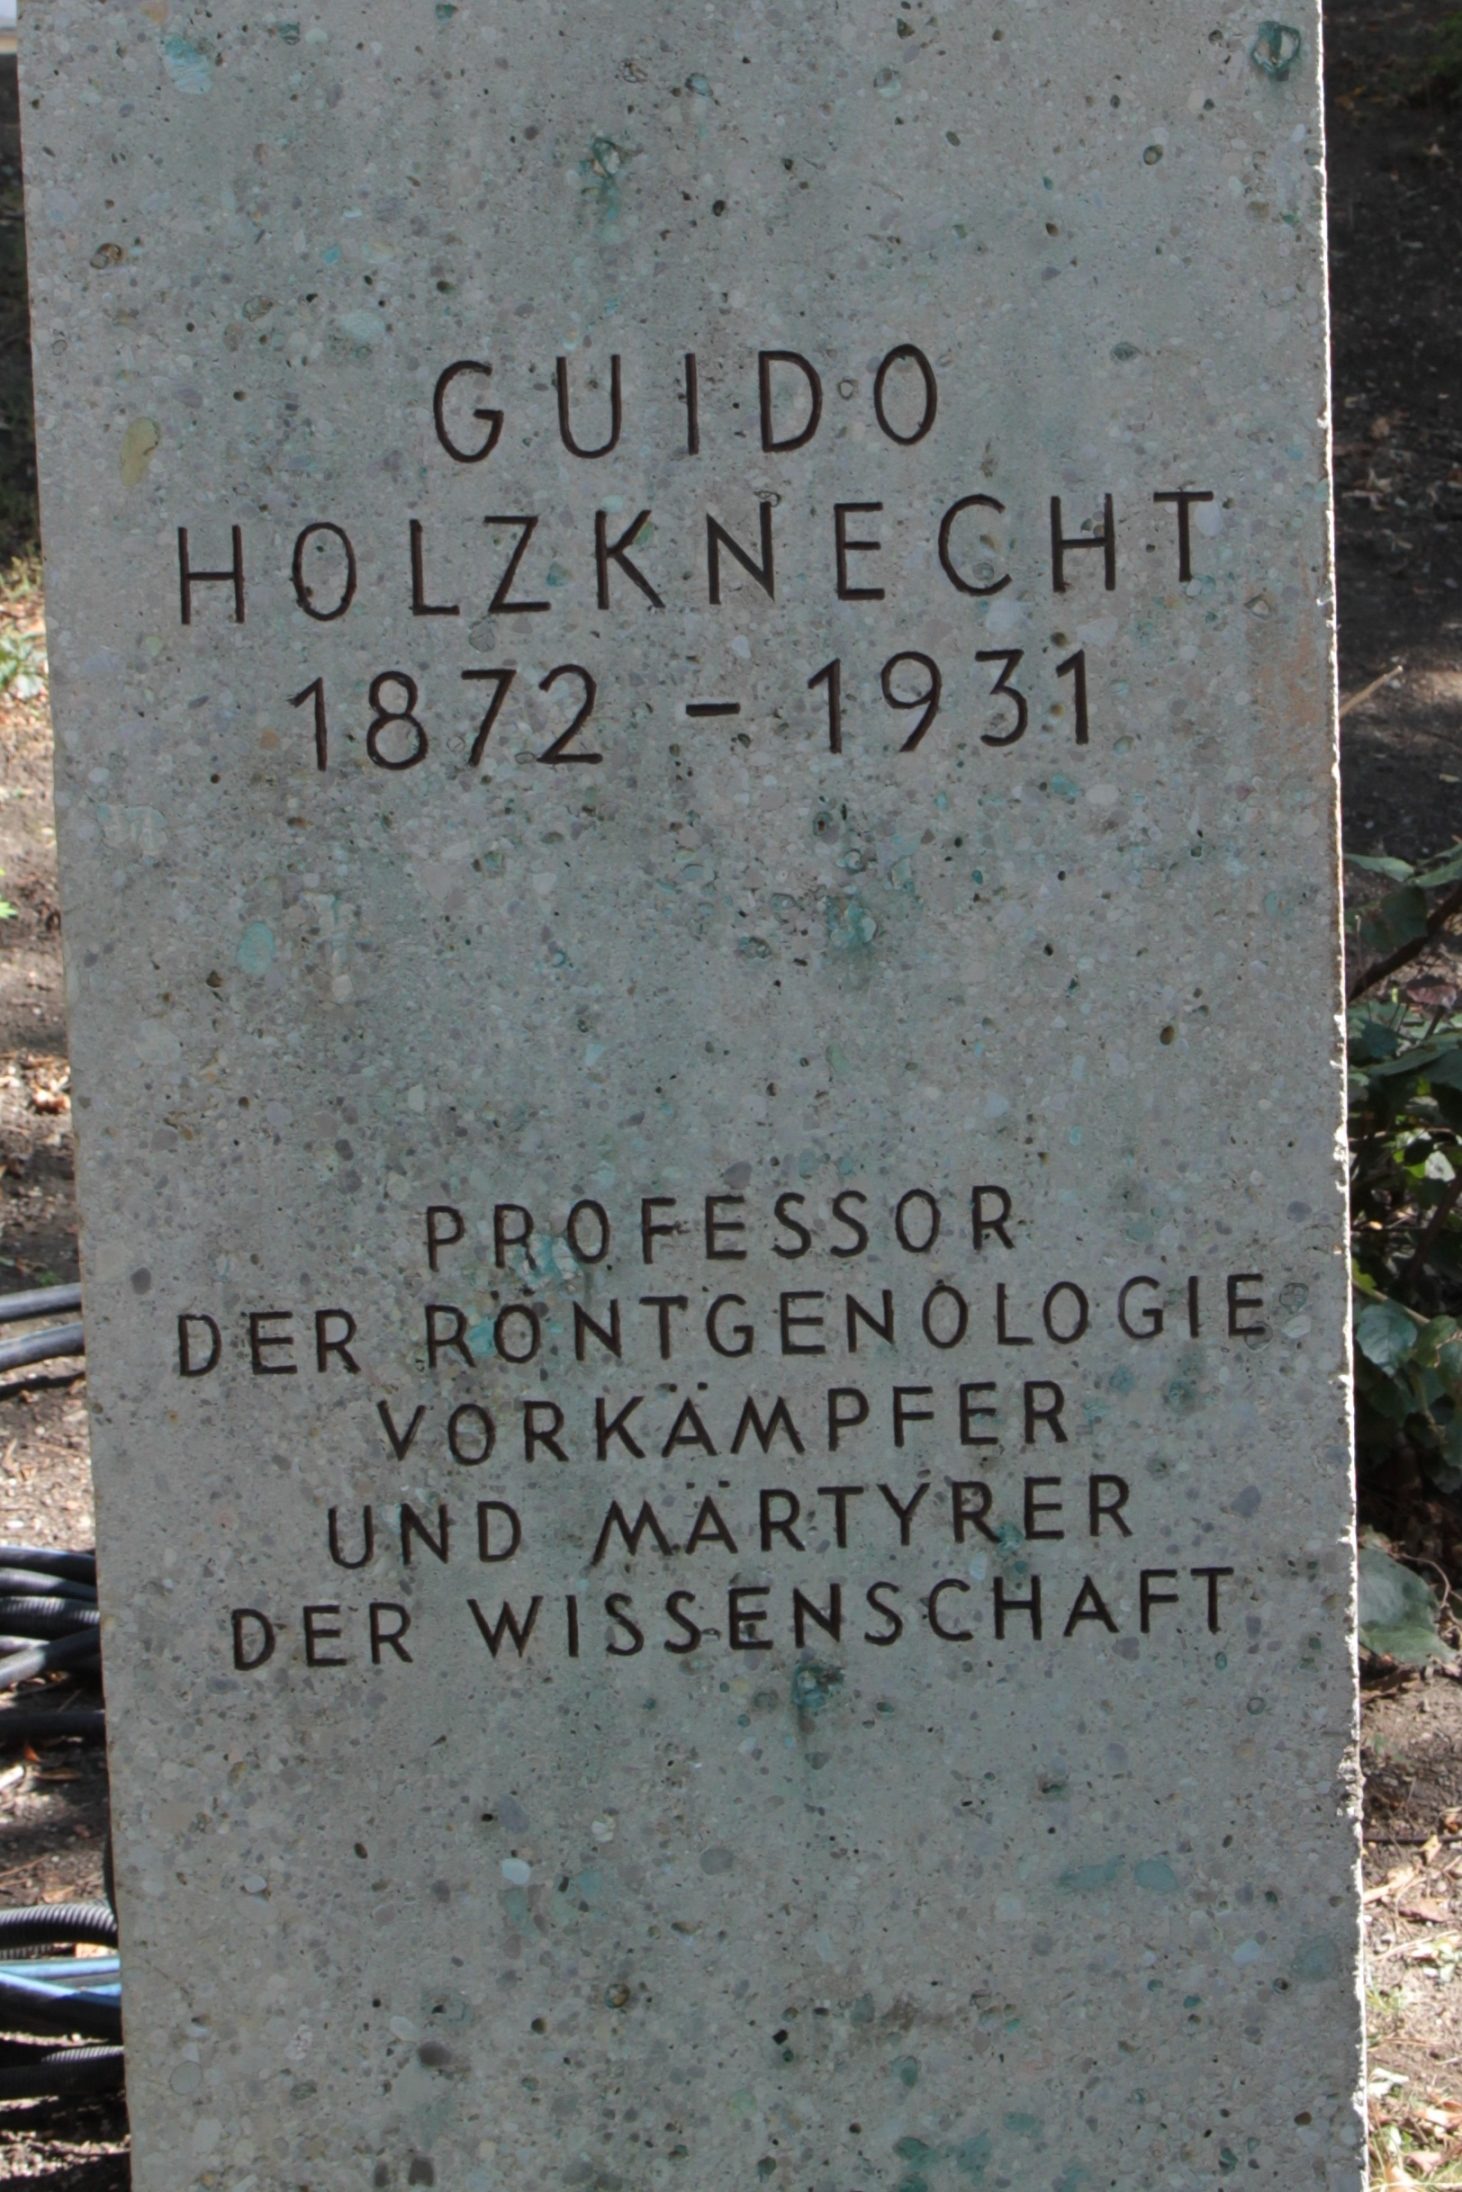 GUIDO
HOLZKNECHT
1872 - 1931
PROFESSOR
DER RÖNTGENOLOGIE
VORKÄMPFER
UND MÄRTYRER
DER WISSENSCHAFT